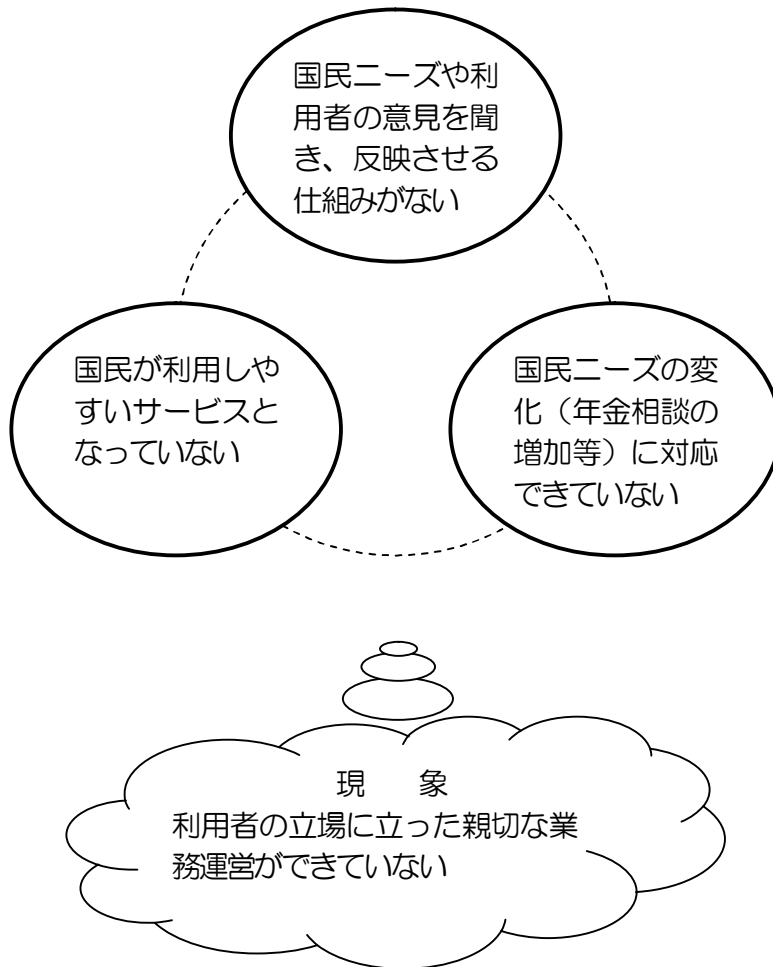 国民ニーズや利
用者の意見を聞
き、反映させる
仕組みがない
国民が利用しや
すいサービスと
なっていない
国民ニーズの変
化（年金相談の
増加等）に対応
できていない
現　象
利用者の立場に立った親切な業
務運営ができていない